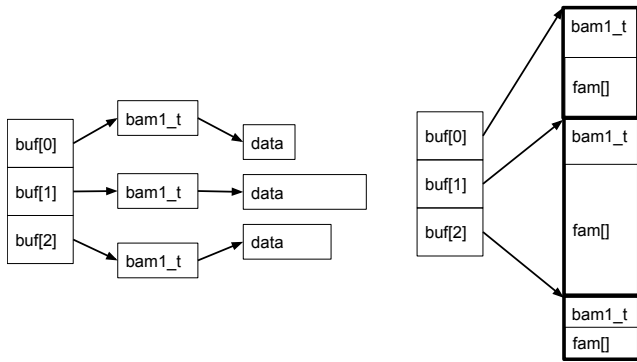 buf[0]
buf[1]
buf[2]
bam1_t
data
bam1_t
data
bam1_t
data
buf[0]
buf[1]
buf[2]
bam1_t
fam[]
bam1_t
fam[]
bam1_t
fam[]